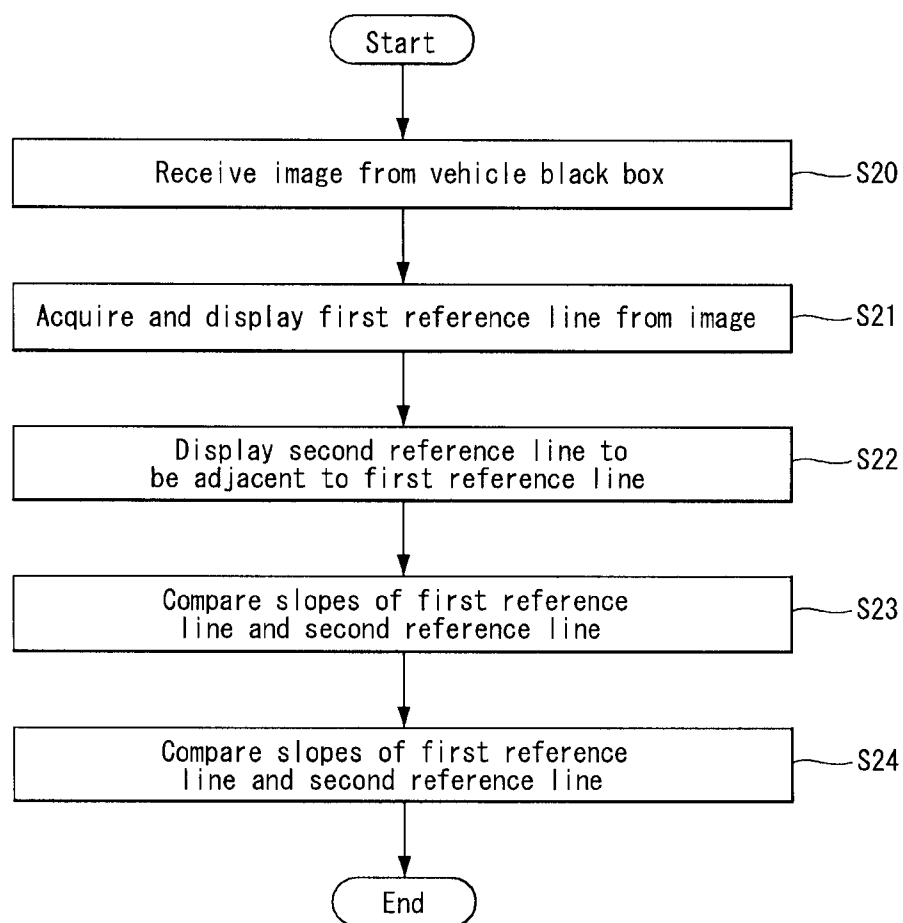 Start
Receive image from vehicle black box
S20
Acquire and display first reference line from image
S21
Display second reference line to
be adjacent to first reference line
S22
Compare slopes of first reference
line and second reference line
S23
Compare slopes of first reference
line and second reference line
S24
End